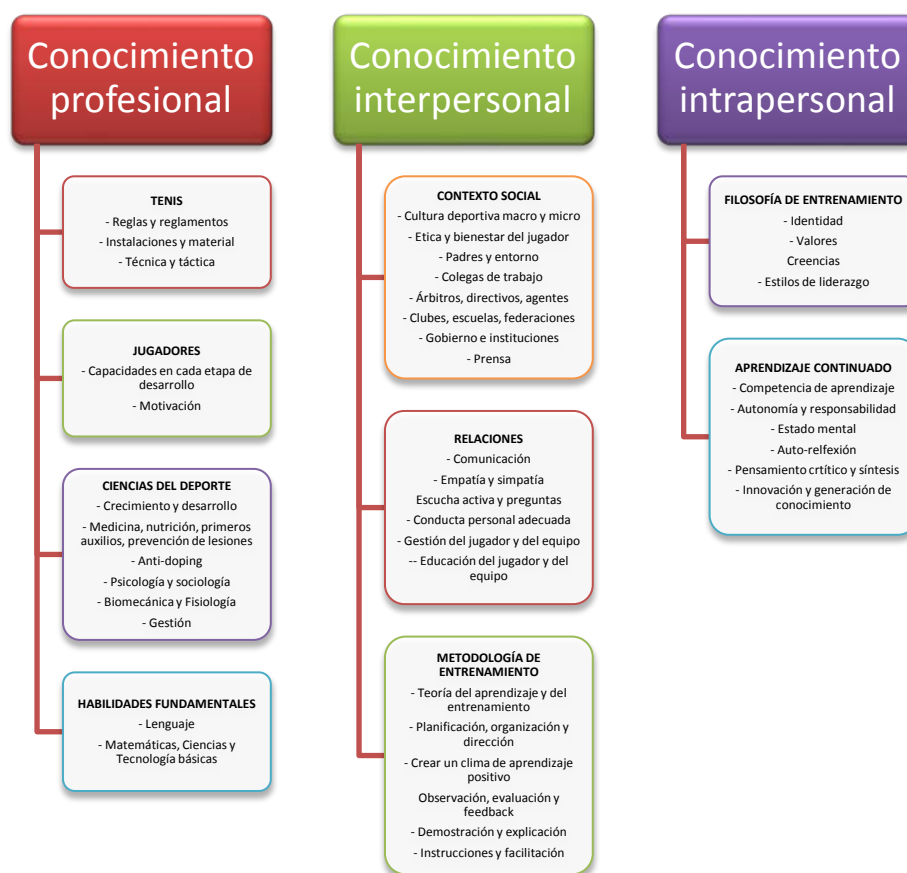 Conocimiento
profesional
TENIS
- Reglas y reglamentos
- Instalaciones y material
- Técnica y táctica
JUGADORES
- Capacidades en cada etapa de
desarrollo
- Motivación
CIENCIAS DEL DEPORTE
- Crecimiento y desarrollo
- Medicina, nutrición, primeros
auxilios, prevención de lesiones
- Anti-doping
- Psicología y sociología
- Biomecánica y Fisiología
- Gestión
HABILIDADES FUNDAMENTALES
- Lenguaje
- Matemáticas, Ciencias y
Tecnología básicas
Conocimiento
interpersonal
CONTEXTO SOCIAL
- Cultura deportiva macro y micro
- Etica y bienestar del jugador
- Padres y entorno
- Colegas de trabajo
- Árbitros, directivos, agentes
- Clubes, escuelas, federaciones
- Gobierno e instituciones
- Prensa
RELACIONES
- Comunicación
- Empatía y simpatía
Escucha activa y preguntas
- Conducta personal adecuada
- Gestión del jugador y del equipo
-- Educación del jugador y del
equipo
METODOLOGÍA DE
ENTRENAMIENTO
- Teoría del aprendizaje y del
entrenamiento
- Planificación, organización y
dirección
- Crear un clima de aprendizaje
positivo
Observación, evaluación y
feedback
- Demostración y explicación
- Instrucciones y facilitación
Conocimiento
intrapersonal
FILOSOFÍA DE ENTRENAMIENTO
- Identidad
- Valores
Creencias
- Estilos de liderazgo
APRENDIZAJE CONTINUADO
- Competencia de aprendizaje
- Autonomía y responsabilidad
- Estado mental
- Auto-relfexión
- Pensamiento crtítico y síntesis
- Innovación y generación de
conocimiento